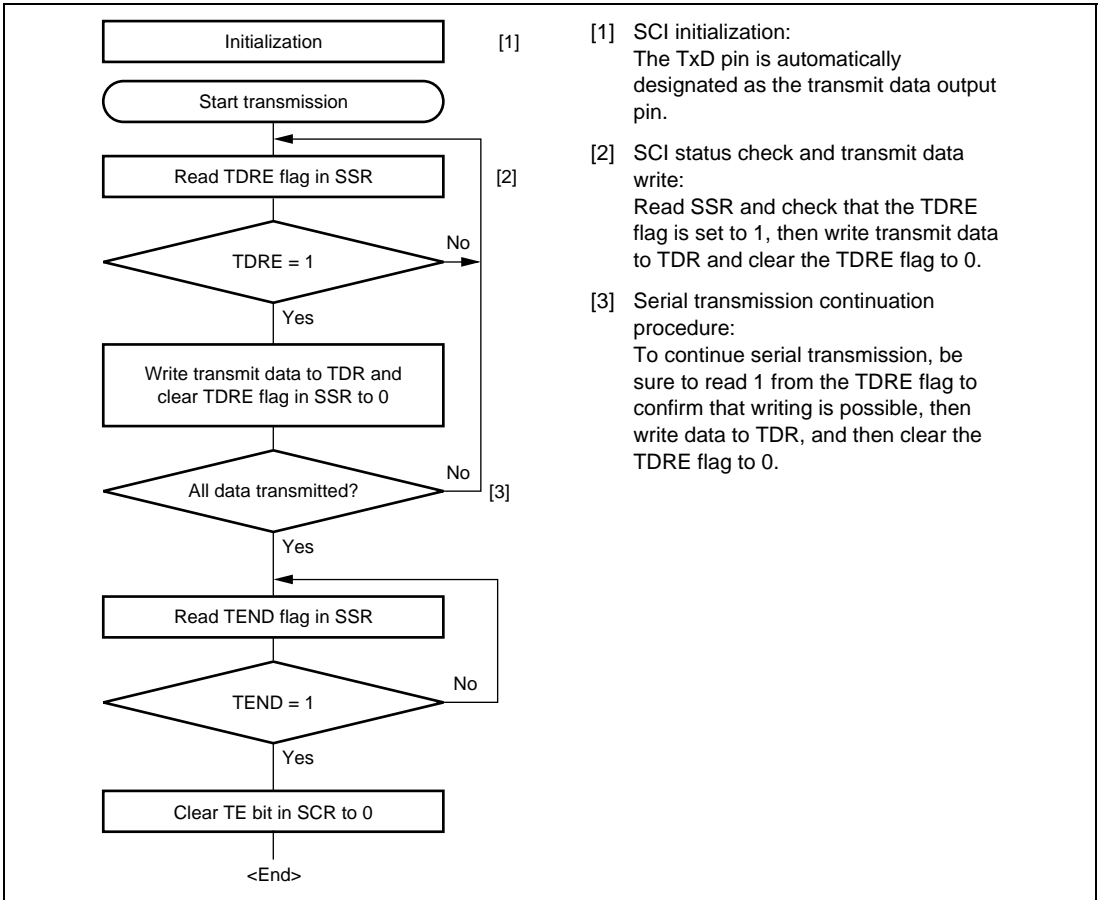 Initialization [1]
Start transmission
Read TDRE flag in SSR [2]
TDRE = 1
No
Yes
Write transmit data to TDR and
clear TDRE flag in SSR to 0
All data transmitted?
No
[3]
Yes
Read TEND flag in SSR
TEND = 1
No
Yes
Clear TE bit in SCR to 0
<End>
[1] SCI initialization:
The TxD pin is automatically
designated as the transmit data output
pin.
[2] SCI status check and transmit data
write:
Read SSR and check that the TDRE
flag is set to 1, then write transmit data
to TDR and clear the TDRE flag to 0.
[3] Serial transmission continuation
procedure:
To continue serial transmission, be
sure to read 1 from the TDRE flag to
confirm that writing is possible, then
write data to TDR, and then clear the
TDRE flag to 0.